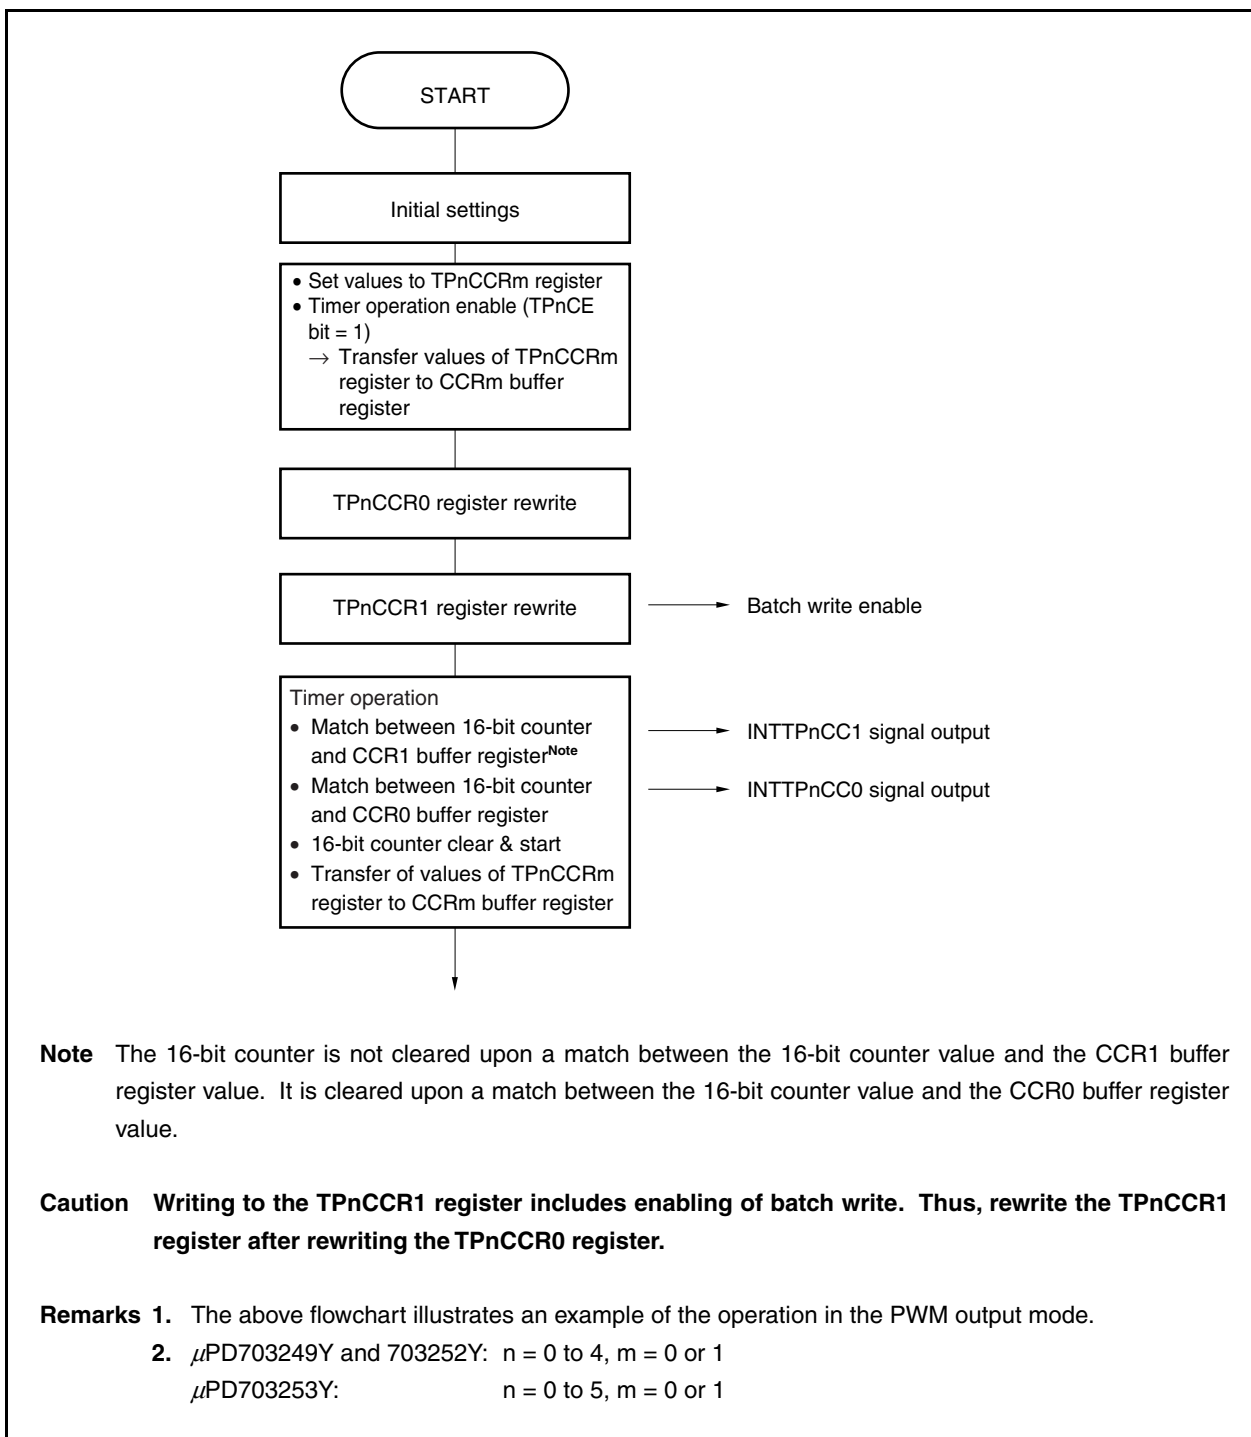 START
Initial settings
• Set values to TPnCCRm register
• Timer operation enable (TPnCE
bit = 1)
→ Transfer values of TPnCCRm
register to CCRm buffer
register
TPnCCR0 register rewrite
TPnCCR1 register rewrite
Batch write enable
Timer operation
• Match between 16-bit counter
and CCR1 buffer registerNote
INTTPnCC1 signal output
• Match between 16-bit counter
and CCR0 buffer register
INTTPnCC0 signal output
• 16-bit counter clear & start
• Transfer of values of TPnCCRm
register to CCRm buffer register
Note The 16-bit counter is not cleared upon a match between the 16-bit counter value and the CCR1 buffer
register value. It is cleared upon a match between the 16-bit counter value and the CCR0 buffer register
value.
Caution Writing to the TPnCCR1 register includes enabling of batch write. Thus, rewrite the TPnCCR1
register after rewriting the TPnCCR0 register.
Remarks 1. The above flowchart illustrates an example of the operation in the PWM output mode.
2. μPD703249Y and 703252Y: n = 0 to 4, m = 0 or 1
μPD703253Y: n = 0 to 5, m = 0 or 1